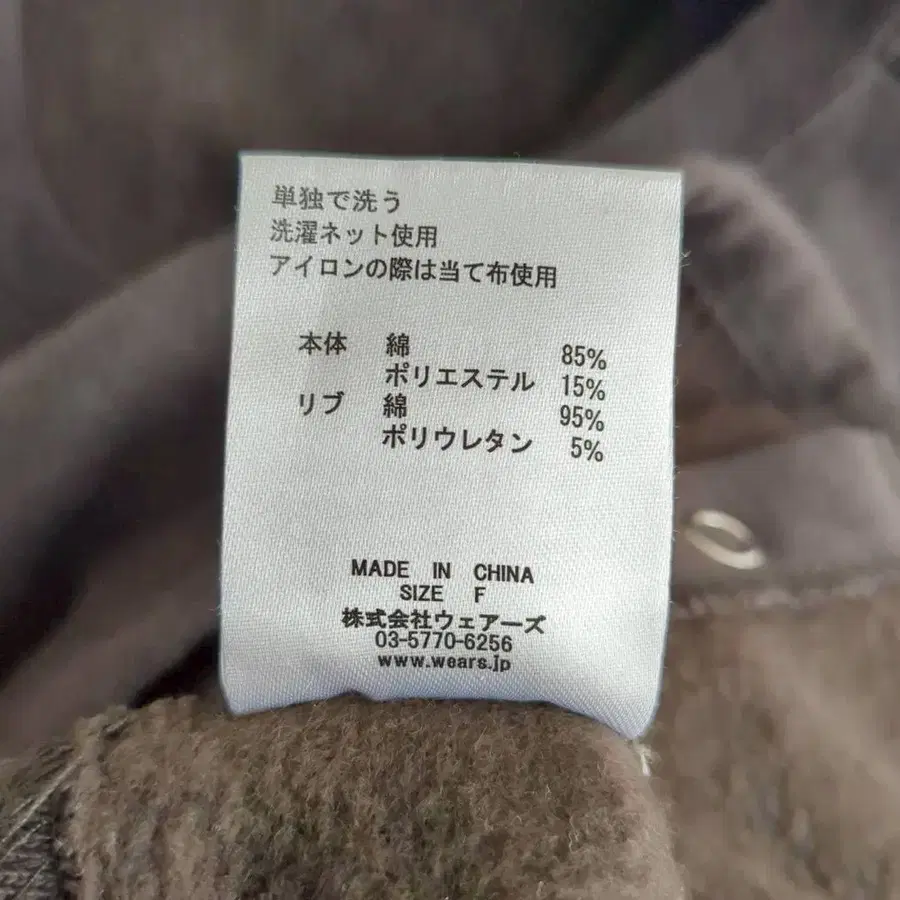 単独で洗う
洗濯ネット使用
アイロンの際は当て布使用
本体 綿 85%
ポリエステル 15%
リブ 綿 95%
ポリウレタン 5%
MADE IN CHINA
SIZE F
株式会社ウェアーズ
03-5770-6256
www.wears.jp